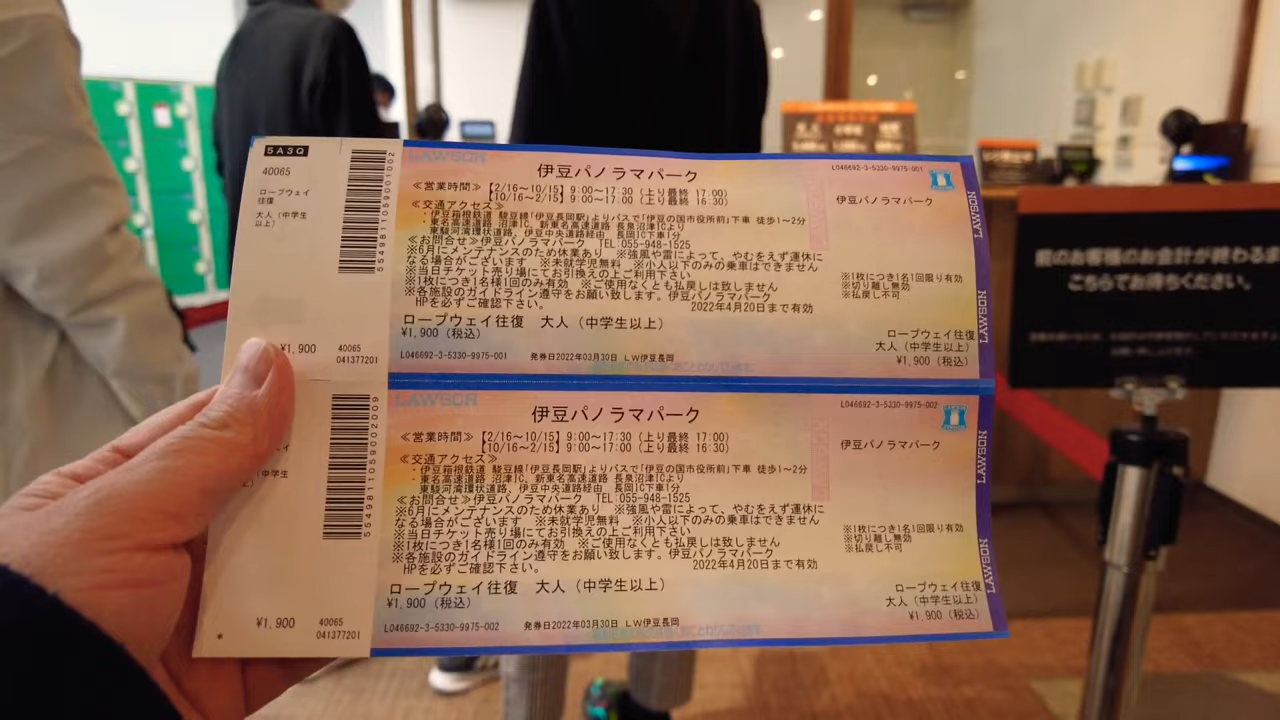 5A3Q
40065
ロープウェイ
往復
大人（中学生
以上）
5549811059001002
¥1,900
40065
041377201
LAWSON
伊豆パノラマパーク
L046692-3-5330-9975-001
≪営業時間≫【2/16～10/15】9:00～17:30（上り最終 17:00）
【10/16～2/15】9:00～17:00（上り最終 16:30）
≪交通アクセス≫
・伊豆箱根鉄道 駿豆線「伊豆長岡駅」よりバスで「伊豆の国市役所前」下車 徒歩1～2分
東名高速道路 沼津IC、新東名高速道路 長泉沼津ICより
東駿河湾環状道路、伊豆中央道路経由 長岡IC下車1分
≪お問合せ≫伊豆パノラマパーク TEL 055-948-1525
※6月にメンテナンスのため休業あり ※強風や雷によって、やむをえず運休に
なる場合がございます ※未就学児無料 ※小人以下のみの乗車はできません
※当日チケット売り場にてお引換えの上ご利用下さい
※1枚につき1名様1回のみ有効 ※ご使用なくとも払戻しは致しません
※各施設のガイドライン遵守をお願い致します。伊豆パノラマパーク
HPを必ずご確認下さい。 2022年4月20日まで有効
ロープウェイ往復 大人（中学生以上）
¥1,900（税込）
L046692-3-5330-9975-001 発券日2022年03月30日 LW伊豆長岡
伊豆パノラマパーク
※1枚につき1名1回限り有効
※切り離し無効
※払戻し不可
ロープウェイ往復
大人（中学生以上）
¥1,900（税込）
LAWSON
LAWSON
中学生
5549811059002009
¥1,900
40065
041377201
LAWSON
伊豆パノラマパーク
L046692-3-5330-9975-002
≪営業時間≫【2/16～10/15】9:00～17:30（上り最終 17:00）
【10/16～2/15】9:00～17:00（上り最終 16:30）
≪交通アクセス≫
・伊豆箱根鉄道 駿豆線「伊豆長岡駅」よりバスで「伊豆の国市役所前」下車 徒歩1～2分
・東名高速道路 沼津IC、新東名高速道路 長泉沼津ICより
東駿河湾環状道路、伊豆中央道路経由 長岡IC下車1分
≪お問合せ≫伊豆パノラマパーク TEL 055-948-1525
※6月にメンテナンスのため休業あり ※強風や雷によって、やむをえず運休に
なる場合がございます ※未就学児無料 ※小人以下のみの乗車はできません
※当日チケット売り場にてお引換えの上ご利用下さい
※1枚につき1名様1回のみ有効 ※ご使用なくとも払戻しは致しません
※各施設のガイドライン遵守をお願い致します。伊豆パノラマパーク
HPを必ずご確認下さい。 2022年4月20日まで有効
ロープウェイ往復 大人（中学生以上）
¥1,900（税込）
L046692-3-5330-9975-002 発券日2022年03月30日 LW伊豆長岡
伊豆パノラマパーク
※1枚につき1名1回限り有効
※切り離し無効
※払戻し不可
ロープウェイ往復
大人（中学生以上）
¥1,900（税込）
LAWSON
LAWSON
前のお客様のお会計が終わるま
こちらでお待ちください。